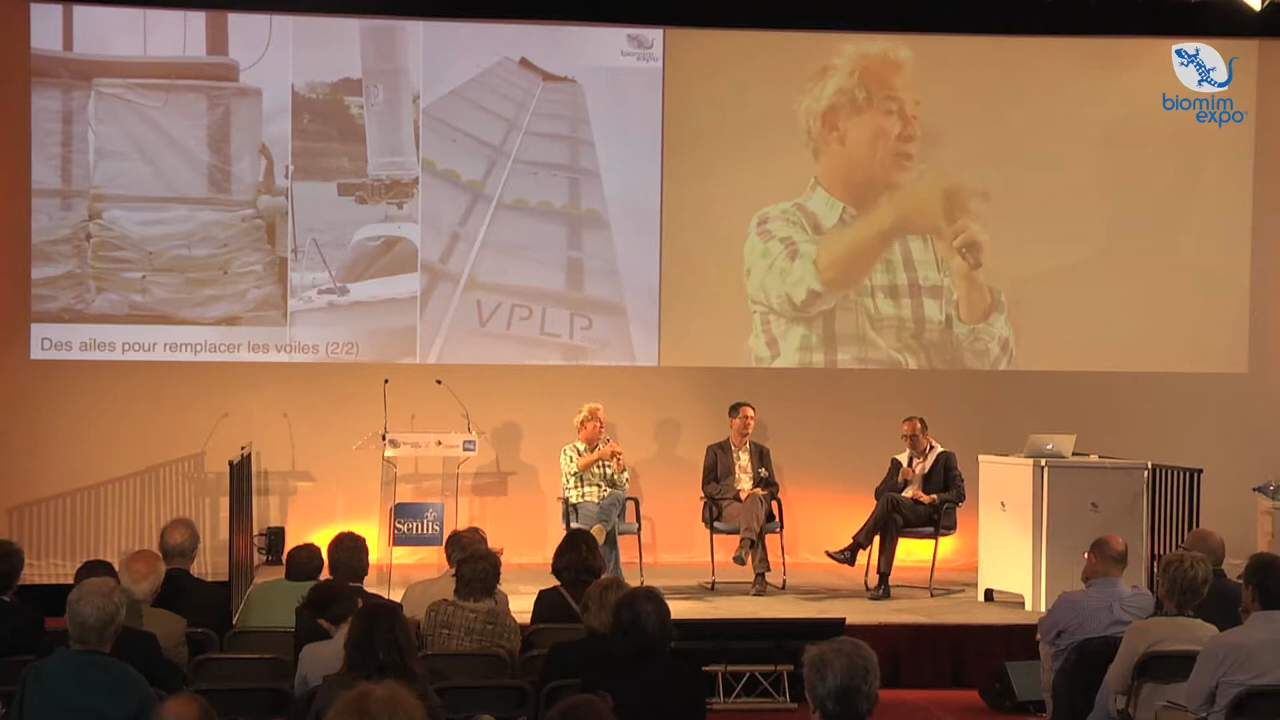 biomim
expo
biomim
expo
VPLP
Des ailes pour remplacer les voiles (2/2)
Senlis